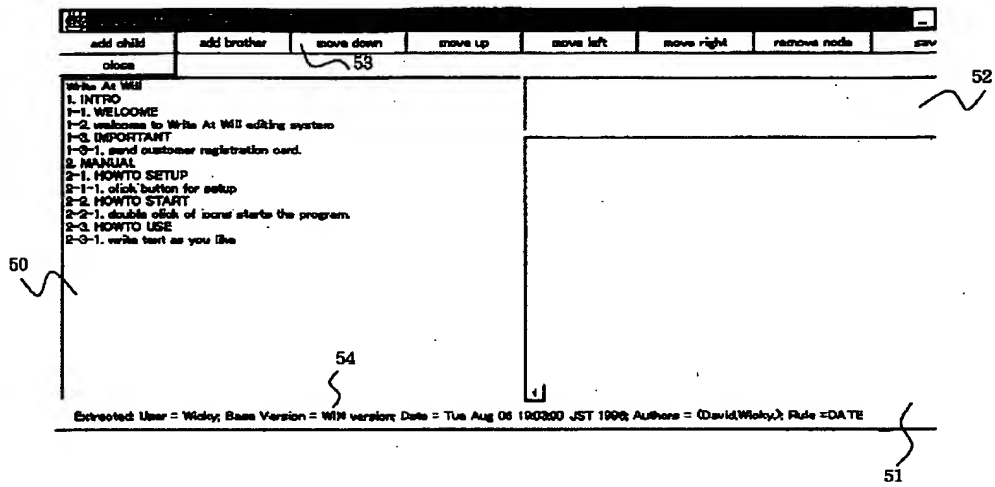 add child add brother move down move up move left move right remove node sav
close
53
52
Write At Will
1. INTRO
1-1. WELCOME
1-2. welcome to Write At Will editing system
1-3. IMPORTANT
1-3-1. send customer registration card.
2. MANUAL
2-1. HOWTO SETUP
2-1-1. click button for setup
2-2. HOWTO START
2-2-1. double click of icons starts the program.
2-3. HOWTO USE
2-3-1. write text as you like
50
54
Extracted: User = Wicky; Base Version = WIN version; Date = Tue Aug 06 19:03:00 JST 1996; Authors = (David,Wicky,); Rule =DATE
51